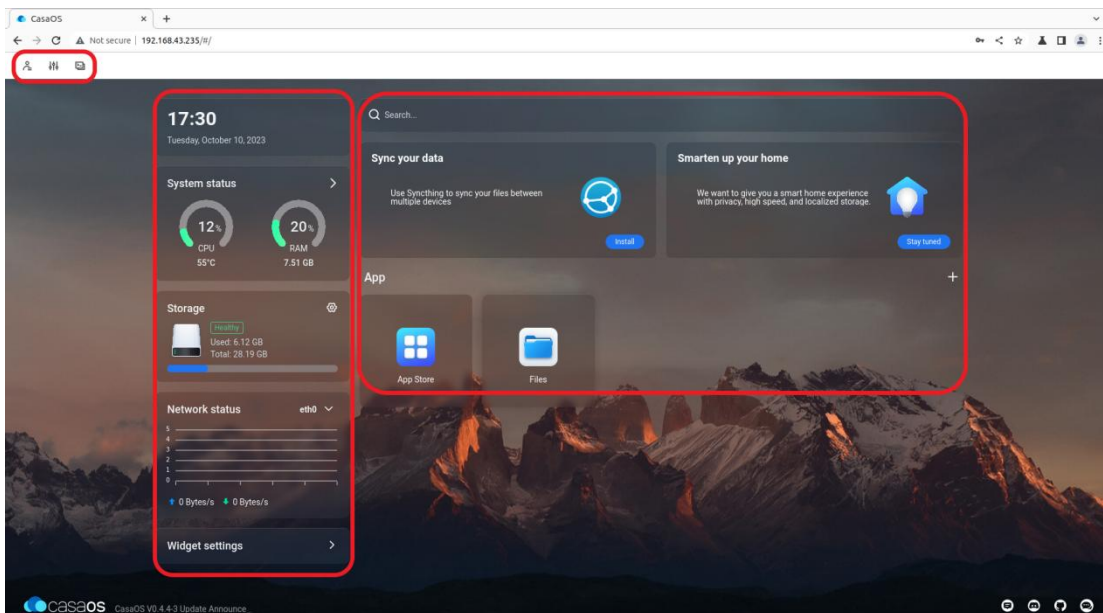 CasaOS
Not secure | 192.168.43.235/#/
17:30
Tuesday, October 10, 2023
System status
12% 20%
CPU RAM
55°C 7.51 GB
Storage
Healthy
Used: 6.12 GB
Total: 28.19 GB
Network status eth0
5
4
3
2
1
0
0 Bytes/s 0 Bytes/s
Widget settings
Search...
Sync your data
Use Syncthing to sync your files between
multiple devices
Install
Smarten up your home
We want to give you a smart home experience
with privacy, high speed, and localized storage.
Stay tuned
App
App Store Files
CasaOS CasaOS V0.4.4-3 Update Announce...